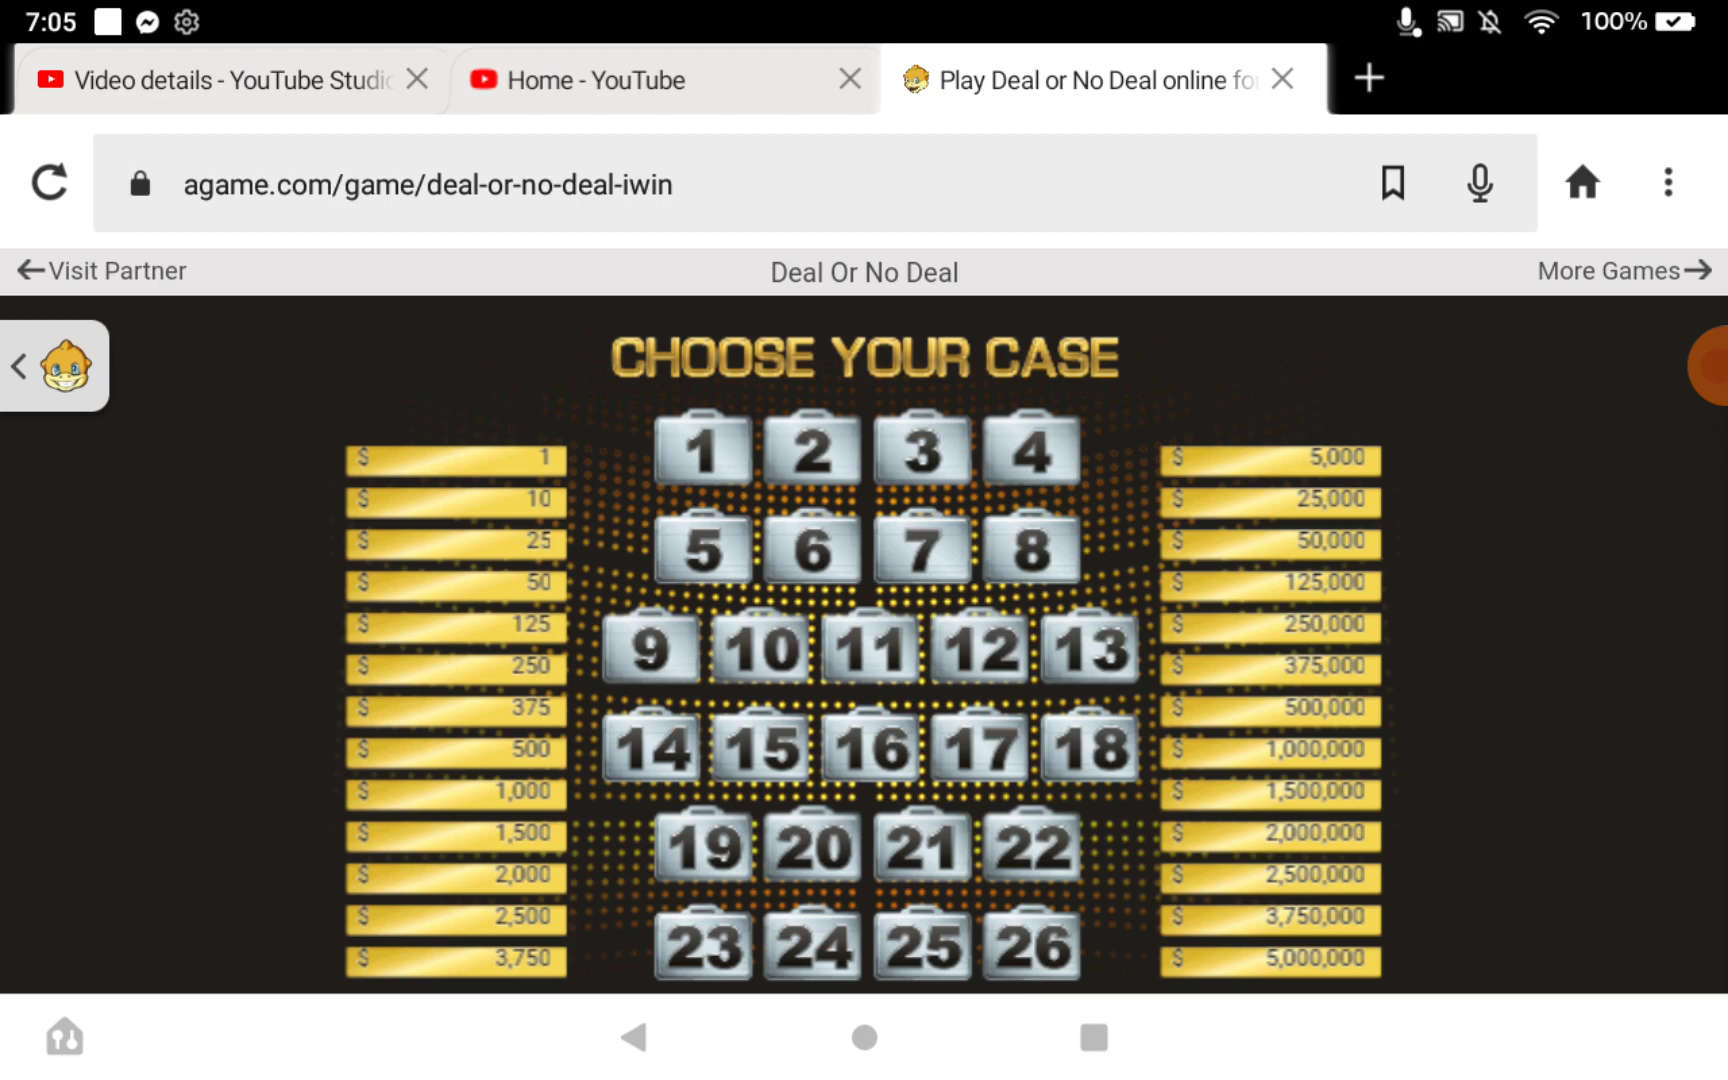 7:05
100%
Video details - YouTube Studio
Home - YouTube
Play Deal or No Deal online for
agame.com/game/deal-or-no-deal-iwin
Visit Partner
Deal Or No Deal
More Games
CHOOSE YOUR CASE
1 2 3 4
$ 1
$ 5,000
$ 10
$ 25,000
5 6 7 8
$ 25
$ 50,000
$ 50
$ 125,000
$ 125
$ 250,000
9 10 11 12 13
$ 250
$ 375,000
$ 375
$ 500,000
14 15 16 17 18
$ 500
$ 1,000,000
$ 1,000
$ 1,500,000
$ 1,500
$ 2,000,000
19 20 21 22
$ 2,000
$ 2,500,000
$ 2,500
$ 3,750,000
23 24 25 26
$ 3,750
$ 5,000,000